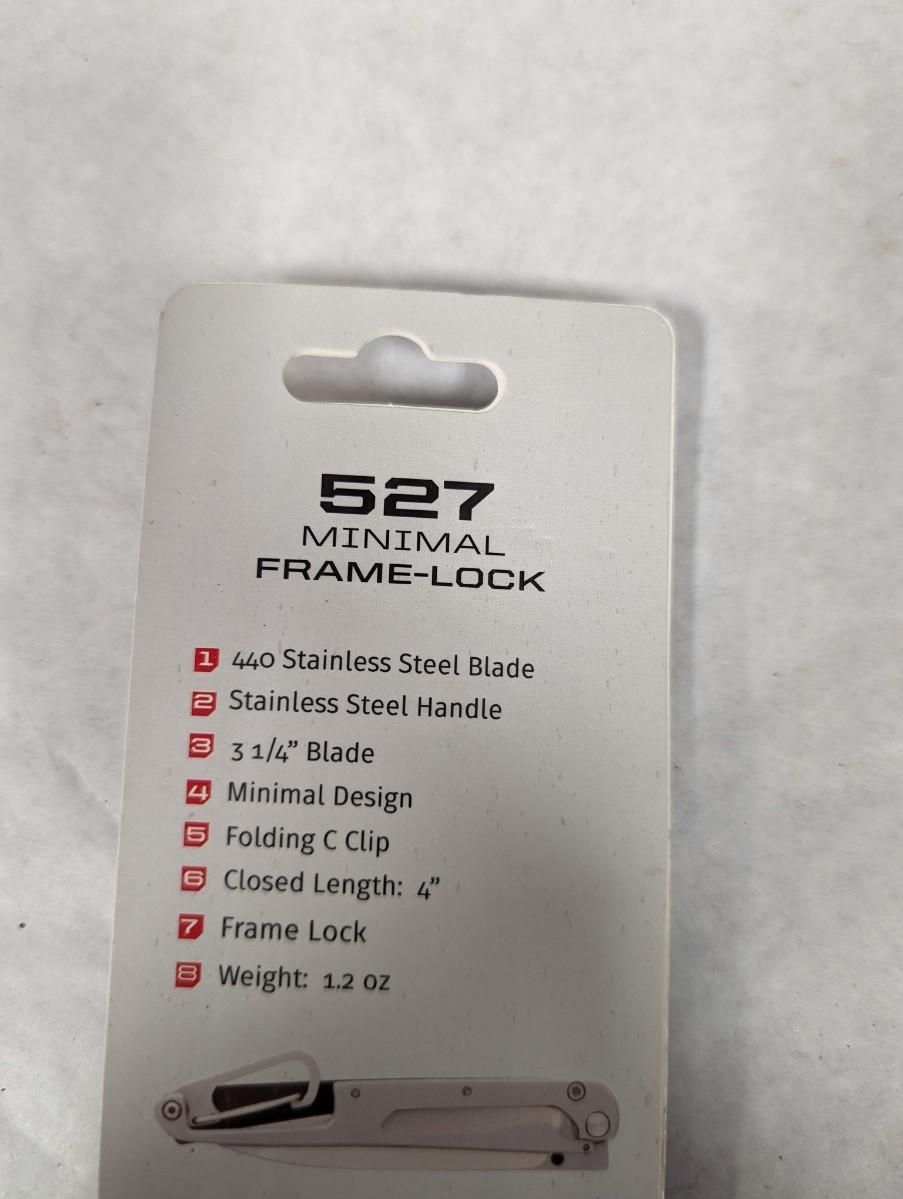 527
MINIMAL
FRAME-LOCK
1 440 Stainless Steel Blade
2 Stainless Steel Handle
3 3 1/4” Blade
4 Minimal Design
5 Folding C Clip
6 Closed Length: 4”
7 Frame Lock
8 Weight: 1.2 oz